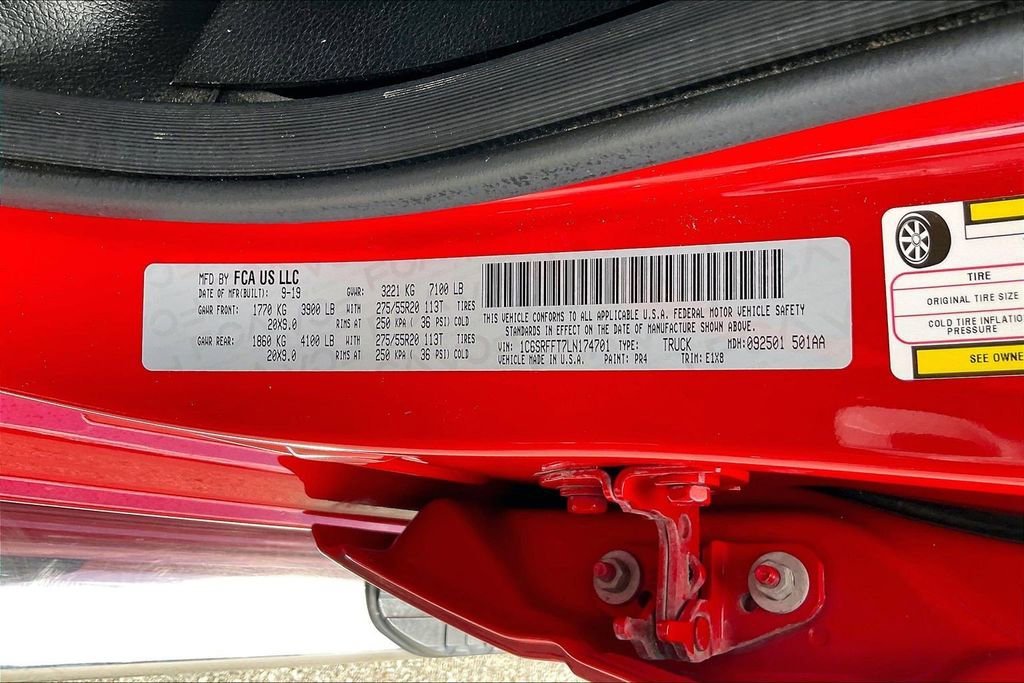 MFD BY FCA US LLC
DATE OF MFR(BUILT): 9-19 GVWR: 3221 KG 7100 LB
GAWR FRONT: 1770 KG 3900 LB WITH 275/55R20 113T TIRES
20X9.0 RIMS AT 250 KPA ( 36 PSI) COLD
GAWR REAR: 1860 KG 4100 LB WITH 275/55R20 113T TIRES
20X9.0 RIMS AT 250 KPA ( 36 PSI) COLD
THIS VEHICLE CONFORMS TO ALL APPLICABLE U.S.A. FEDERAL MOTOR VEHICLE SAFETY
STANDARDS IN EFFECT ON THE DATE OF MANUFACTURE SHOWN ABOVE.
VIN: 1C6SRFFT7LN174701 TYPE: TRUCK MDH:092501 501AA
VEHICLE MADE IN U.S.A. PAINT: PR4 TRIM: E1X8
TIRE
ORIGINAL TIRE SIZE
COLD TIRE INFLATIO
PRESSURE
SEE OWNE